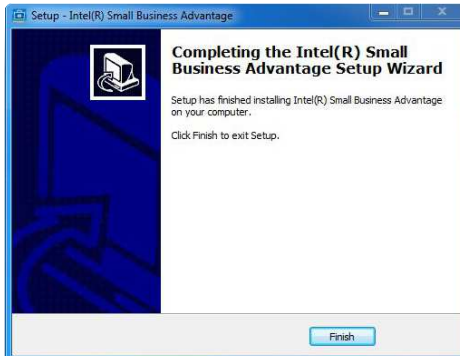 Setup - Intel(R) Small Business Advantage
Completing the Intel(R) Small
Business Advantage Setup Wizard
Setup has finished installing Intel(R) Small Business Advantage
on your computer.
Click Finish to exit Setup.
Finish